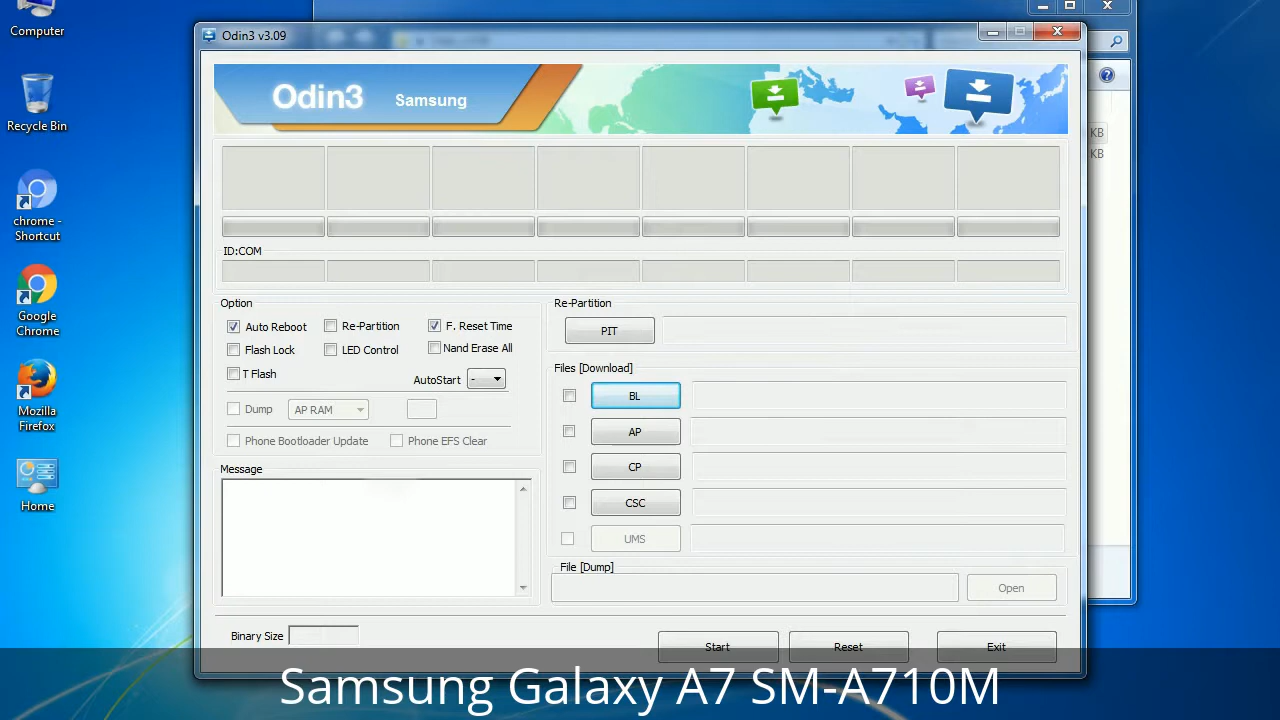 Computer
Recycle Bin
chrome -
Shortcut
Google
Chrome
Mozilla
Firefox
Home
Odin3 v3.09
Odin3 Samsung
KB
KB
ID:COM
Option
Auto Reboot Re-Partition F. Reset Time
Flash Lock LED Control Nand Erase All
T Flash
AutoStart -
Dump AP RAM
Phone Bootloader Update Phone EFS Clear
Message
Re-Partition
PIT
Files [Download]
BL
AP
CP
CSC
UMS
File [Dump]
Open
Binary Size
Start Reset Exit
Samsung Galaxy A7 SM-A710M